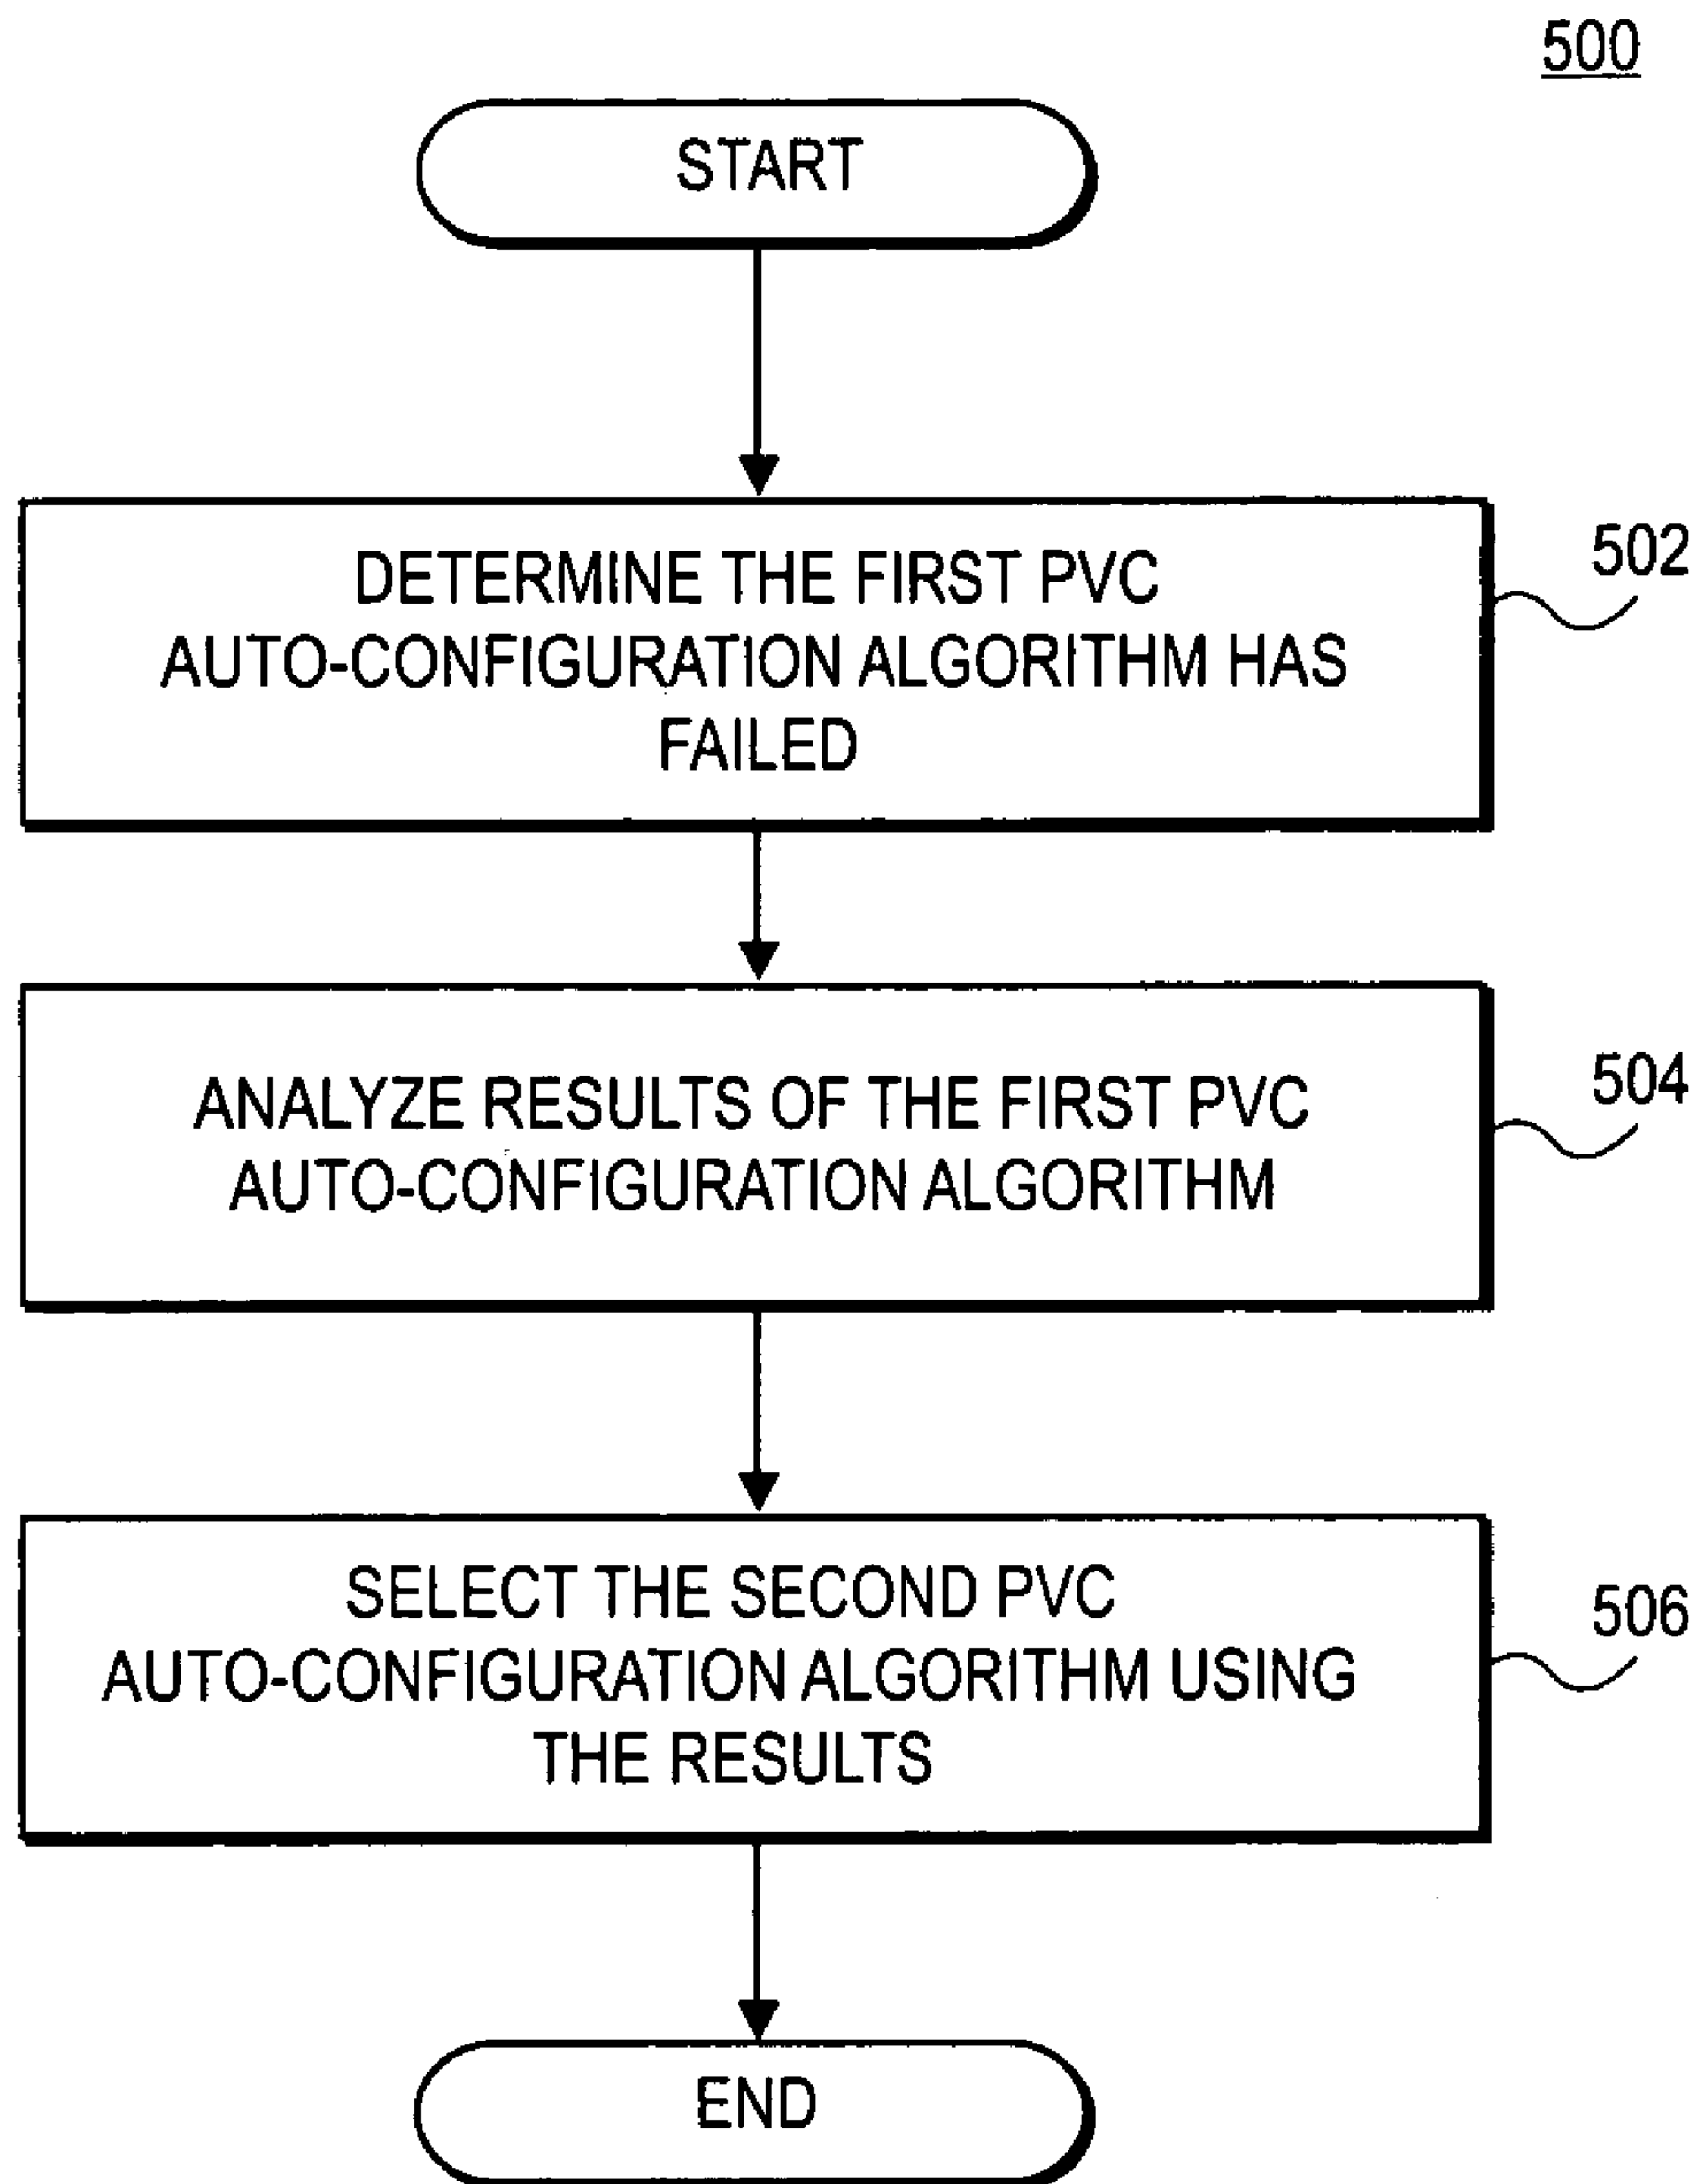 500
START
DETERMINE THE FIRST PVC
AUTO-CONFIGURATION ALGORITHM HAS
FAILED
502
ANALYZE RESULTS OF THE FIRST PVC
AUTO-CONFIGURATION ALGORITHM
504
SELECT THE SECOND PVC
AUTO-CONFIGURATION ALGORITHM USING
THE RESULTS
506
END